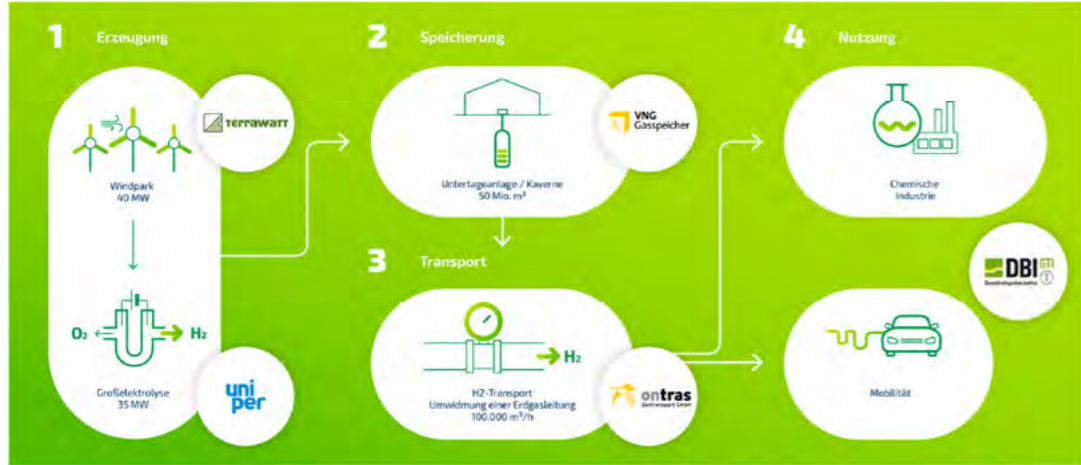 1 Erzeugung
TERRAWATT
Windpark
40 MW
O₂
H₂
Großelektrolyse
35 MW
uni
per
2 Speicherung
VNG
Gasspeicher
Untertageanlage / Kaverne
50 Mio. m³
3 Transport
H₂
H2-Transport
Umwidmung einer Erdgasleitung
100.000 m³/h
ontras
4 Nutzung
Chemische
Industrie
DBI GTI
Mobilität